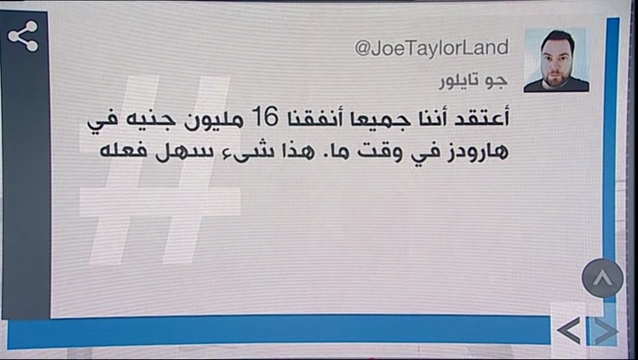 @JoeTaylorLand
جو تايلور
أعتقد أننا جميعا أنفقنا 16 مليون جنيه في
هارودز في وقت ما. هذا شيء سهل فعله